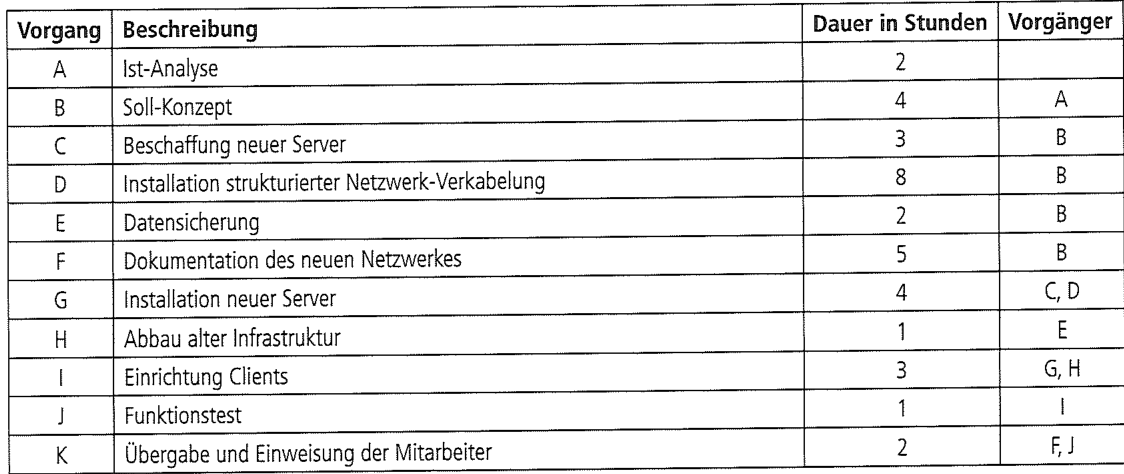 Vorgang Beschreibung Dauer in Stunden Vorgänger
A Ist-Analyse 2
B Soll-Konzept 4 A
C Beschaffung neuer Server 3 B
D Installation strukturierter Netzwerk-Verkabelung 8 B
E Datensicherung 2 B
F Dokumentation des neuen Netzwerkes 5 B
G Installation neuer Server 4 C, D
H Abbau alter Infrastruktur 1 E
I Einrichtung Clients 3 G, H
J Funktionstest 1 I
K Übergabe und Einweisung der Mitarbeiter 2 F, J